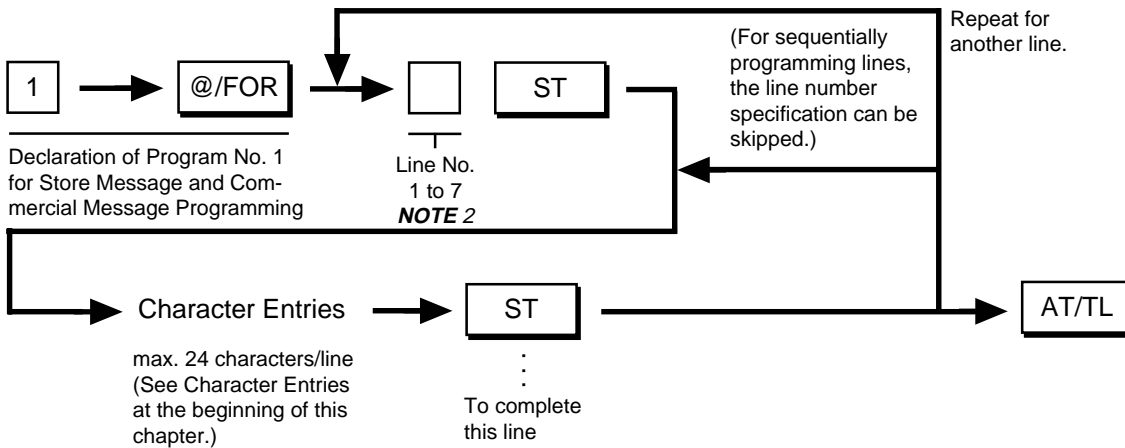 Repeat for
another line.
(For sequentially
programming lines,
the line number
specification can be
skipped.)
1
@/FOR
ST
Declaration of Program No. 1
for Store Message and Com-
mercial Message Programming
Line No.
1 to 7
NOTE 2
Character Entries
ST
AT/TL
max. 24 characters/line
(See Character Entries
at the beginning of this
chapter.)
To complete
this line